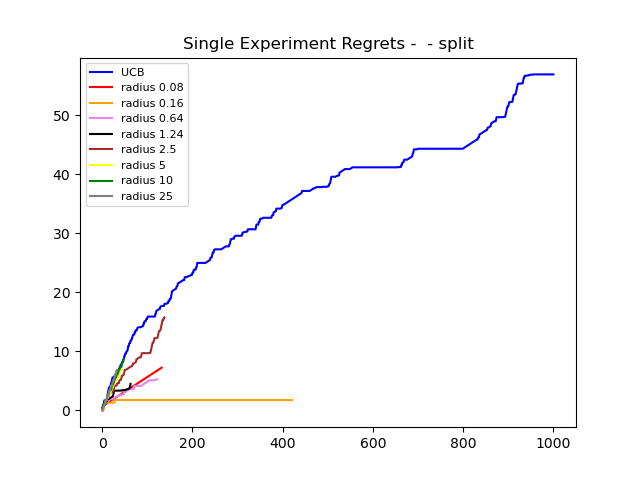 Single Experiment Regrets -  - split
UCB
radius 0.08
radius 0.16
radius 0.64
radius 1.24
radius 2.5
radius 5
radius 10
radius 25
50
40
30
20
10
0
0 200 400 600 800 1000